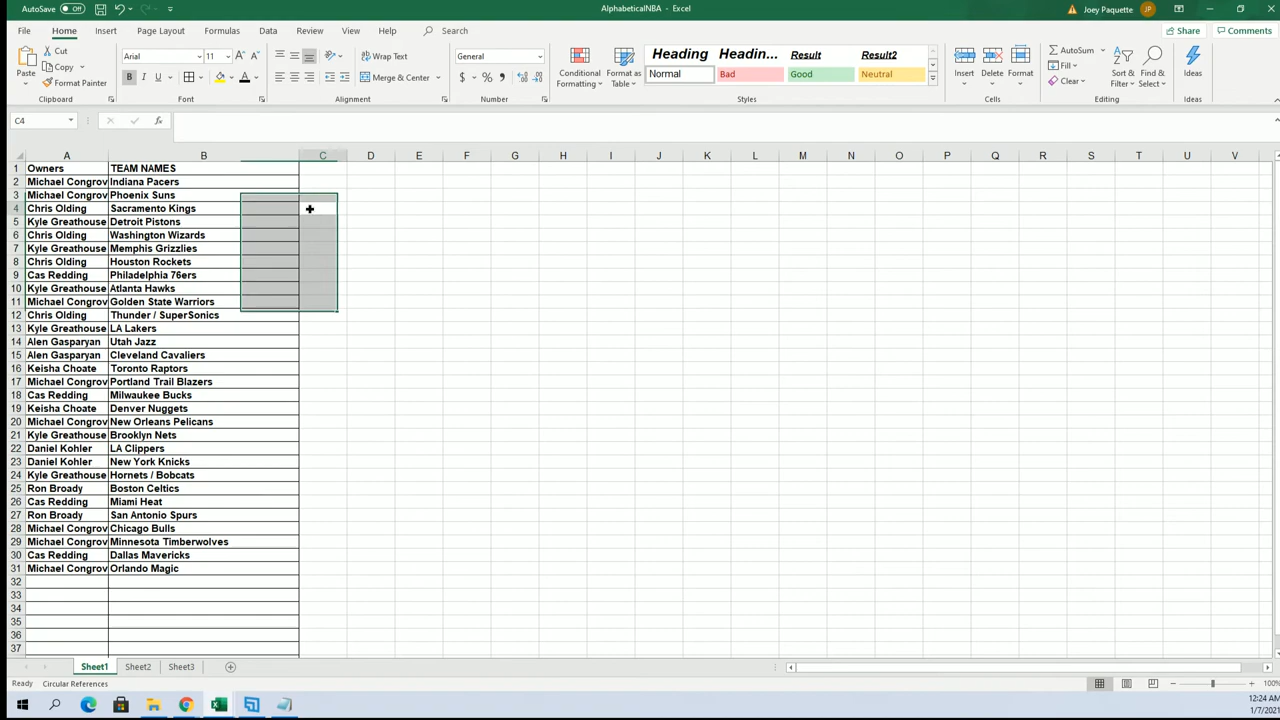 AutoSave Off
AlphabeticalNBA - Excel
Joey Paquette JP
File Home Insert Page Layout Formulas Data Review View Help Search Share Comments
Paste
Cut
Copy
Format Painter
Clipboard
Arial 11
B I U
Font
Wrap Text
Merge & Center
Alignment
General
$ % ,
Number
Conditional Formatting
Format as Table
Heading Headin... Result Result2
Normal Bad Good Neutral
Styles
Insert Delete Format
Cells
AutoSum
Fill
Clear
Sort & Filter
Find & Select
Editing
Ideas
Ideas
C4 fx
A B C D E F G H I J K L M N O P Q R S T U V
1 Owners TEAM NAMES
2 Michael Congrov Indiana Pacers
3 Michael Congrov Phoenix Suns
4 Chris Olding Sacramento Kings
5 Kyle Greathouse Detroit Pistons
6 Chris Olding Washington Wizards
7 Kyle Greathouse Memphis Grizzlies
8 Chris Olding Houston Rockets
9 Cas Redding Philadelphia 76ers
10 Kyle Greathouse Atlanta Hawks
11 Michael Congrov Golden State Warriors
12 Chris Olding Thunder / SuperSonics
13 Kyle Greathouse LA Lakers
14 Alen Gasparyan Utah Jazz
15 Alen Gasparyan Cleveland Cavaliers
16 Keisha Choate Toronto Raptors
17 Michael Congrov Portland Trail Blazers
18 Cas Redding Milwaukee Bucks
19 Keisha Choate Denver Nuggets
20 Michael Congrov New Orleans Pelicans
21 Kyle Greathouse Brooklyn Nets
22 Daniel Kohler LA Clippers
23 Daniel Kohler New York Knicks
24 Kyle Greathouse Hornets / Bobcats
25 Ron Broady Boston Celtics
26 Cas Redding Miami Heat
27 Ron Broady San Antonio Spurs
28 Michael Congrov Chicago Bulls
29 Michael Congrov Minnesota Timberwolves
30 Cas Redding Dallas Mavericks
31 Michael Congrov Orlando Magic
32
33
34
35
36
37
Sheet1 Sheet2 Sheet3
Ready Circular References 100%
12:24 AM
1/7/2021